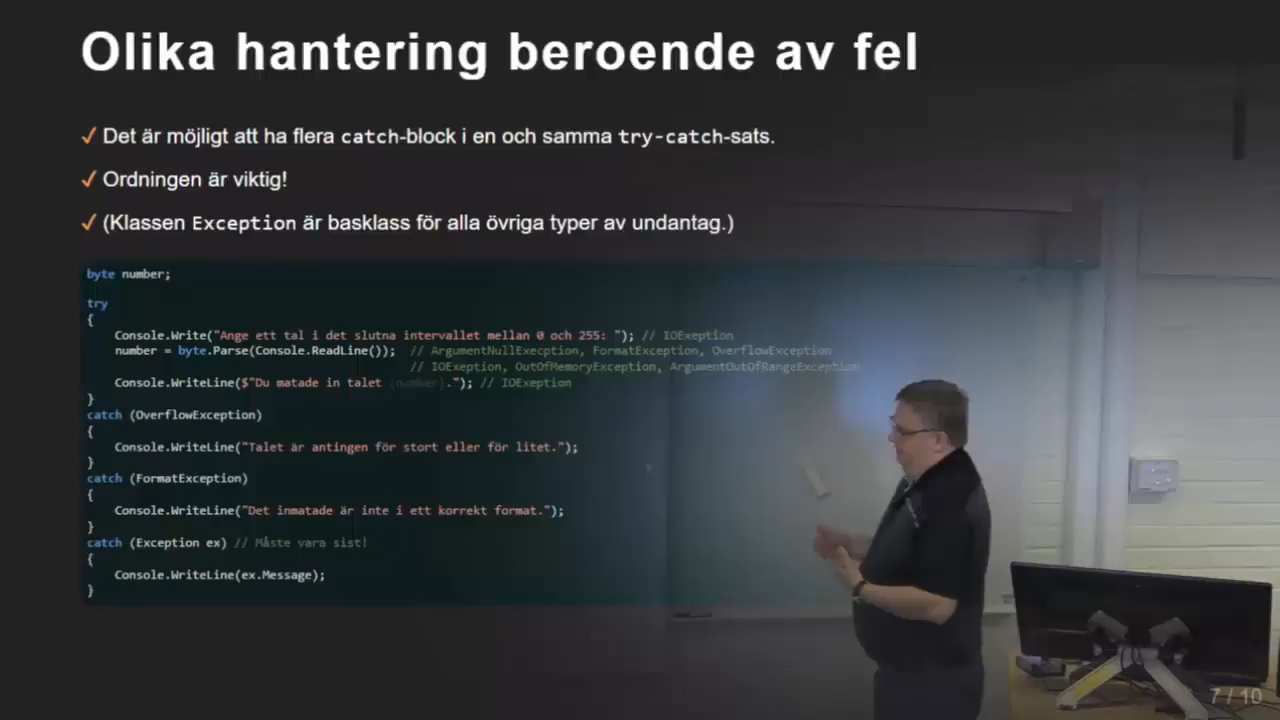 Olika hantering beroende av fel
✓ Det är möjligt att ha flera catch-block i en och samma try-catch-sats.
✓ Ordningen är viktig!
✓ (Klassen Exception är basklass för alla övriga typer av undantag.)
byte number;
try
{
Console.Write("Ange ett tal i det slutna intervallet mellan 0 och 255: "); // IOExeption
number = byte.Parse(Console.ReadLine()); // ArgumentNullExecption, FormatException, OverflowException
// IOExeption, OutOfMemoryException, ArgumentOutOfRangeException
Console.WriteLine($"Du matade in talet {number}."); // IOExeption
}
catch (OverflowException)
{
Console.WriteLine("Talet är antingen för stort eller för litet.");
}
catch (FormatException)
{
Console.WriteLine("Det inmatade är inte i ett korrekt format.");
}
catch (Exception ex) // Måste vara sist!
{
Console.WriteLine(ex.Message);
}
7 / 10